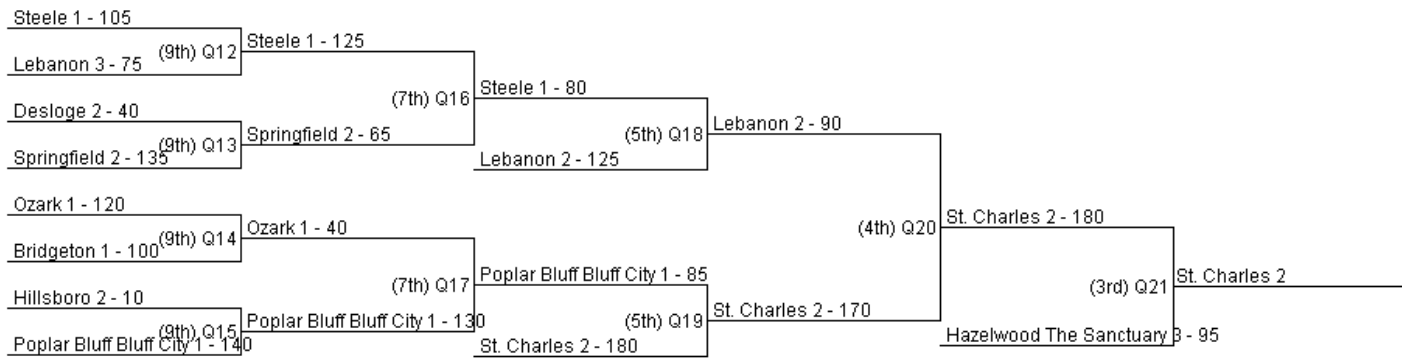 Steele 1 - 105
(9th) Q12
Steele 1 - 125
Lebanon 3 - 75
(7th) Q16
Steele 1 - 80
Desloge 2 - 40
(9th) Q13
Springfield 2 - 65
(5th) Q18
Lebanon 2 - 90
Springfield 2 - 135
Lebanon 2 - 125
Ozark 1 - 120
(9th) Q14
Ozark 1 - 40
(4th) Q20
St. Charles 2 - 180
Bridgeton 1 - 100
(7th) Q17
Poplar Bluff Bluff City 1 - 85
(3rd) Q21
St. Charles 2
Hillsboro 2 - 10
(9th) Q15
Poplar Bluff Bluff City 1 - 130
(5th) Q19
St. Charles 2 - 170
Poplar Bluff Bluff City 1 - 140
St. Charles 2 - 180
Hazelwood The Sanctuary 3 - 95